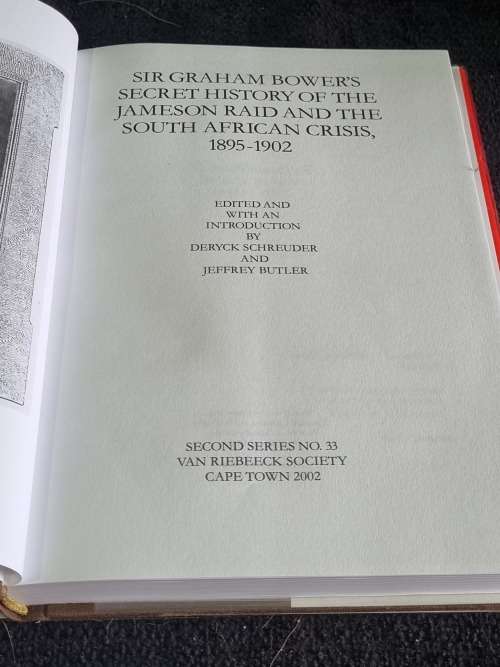 SIR GRAHAM BOWER'S
SECRET HISTORY OF THE
JAMESON RAID AND THE
SOUTH AFRICAN CRISIS,
1895-1902
EDITED AND
WITH AN
INTRODUCTION
BY
DERYCK SCHREUDER
AND
JEFFREY BUTLER
SECOND SERIES NO. 33
VAN RIEBEECK SOCIETY
CAPE TOWN 2002